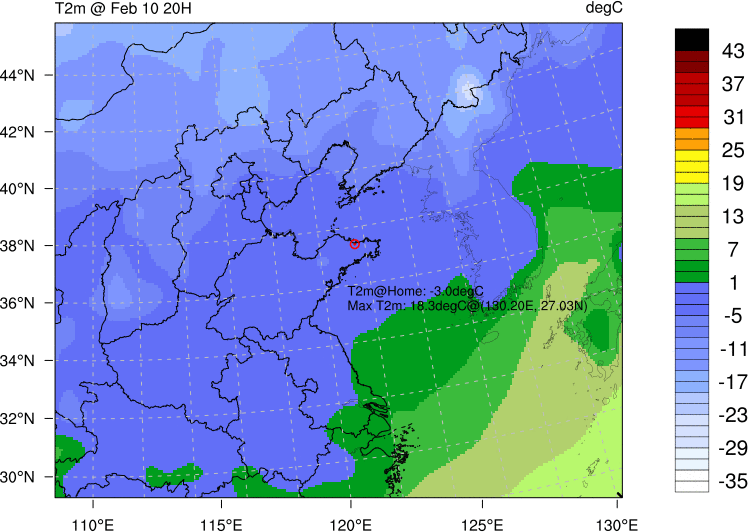 T2m @ Feb 10 20H
degC
44°N
42°N
40°N
38°N
36°N
34°N
32°N
30°N
T2m@Home: -3.0degC
Max T2m: 18.3degC@(130.20E, 27.03N)
110°E
115°E
120°E
125°E
130°E
43
37
31
25
19
13
7
1
-5
-11
-17
-23
-29
-35